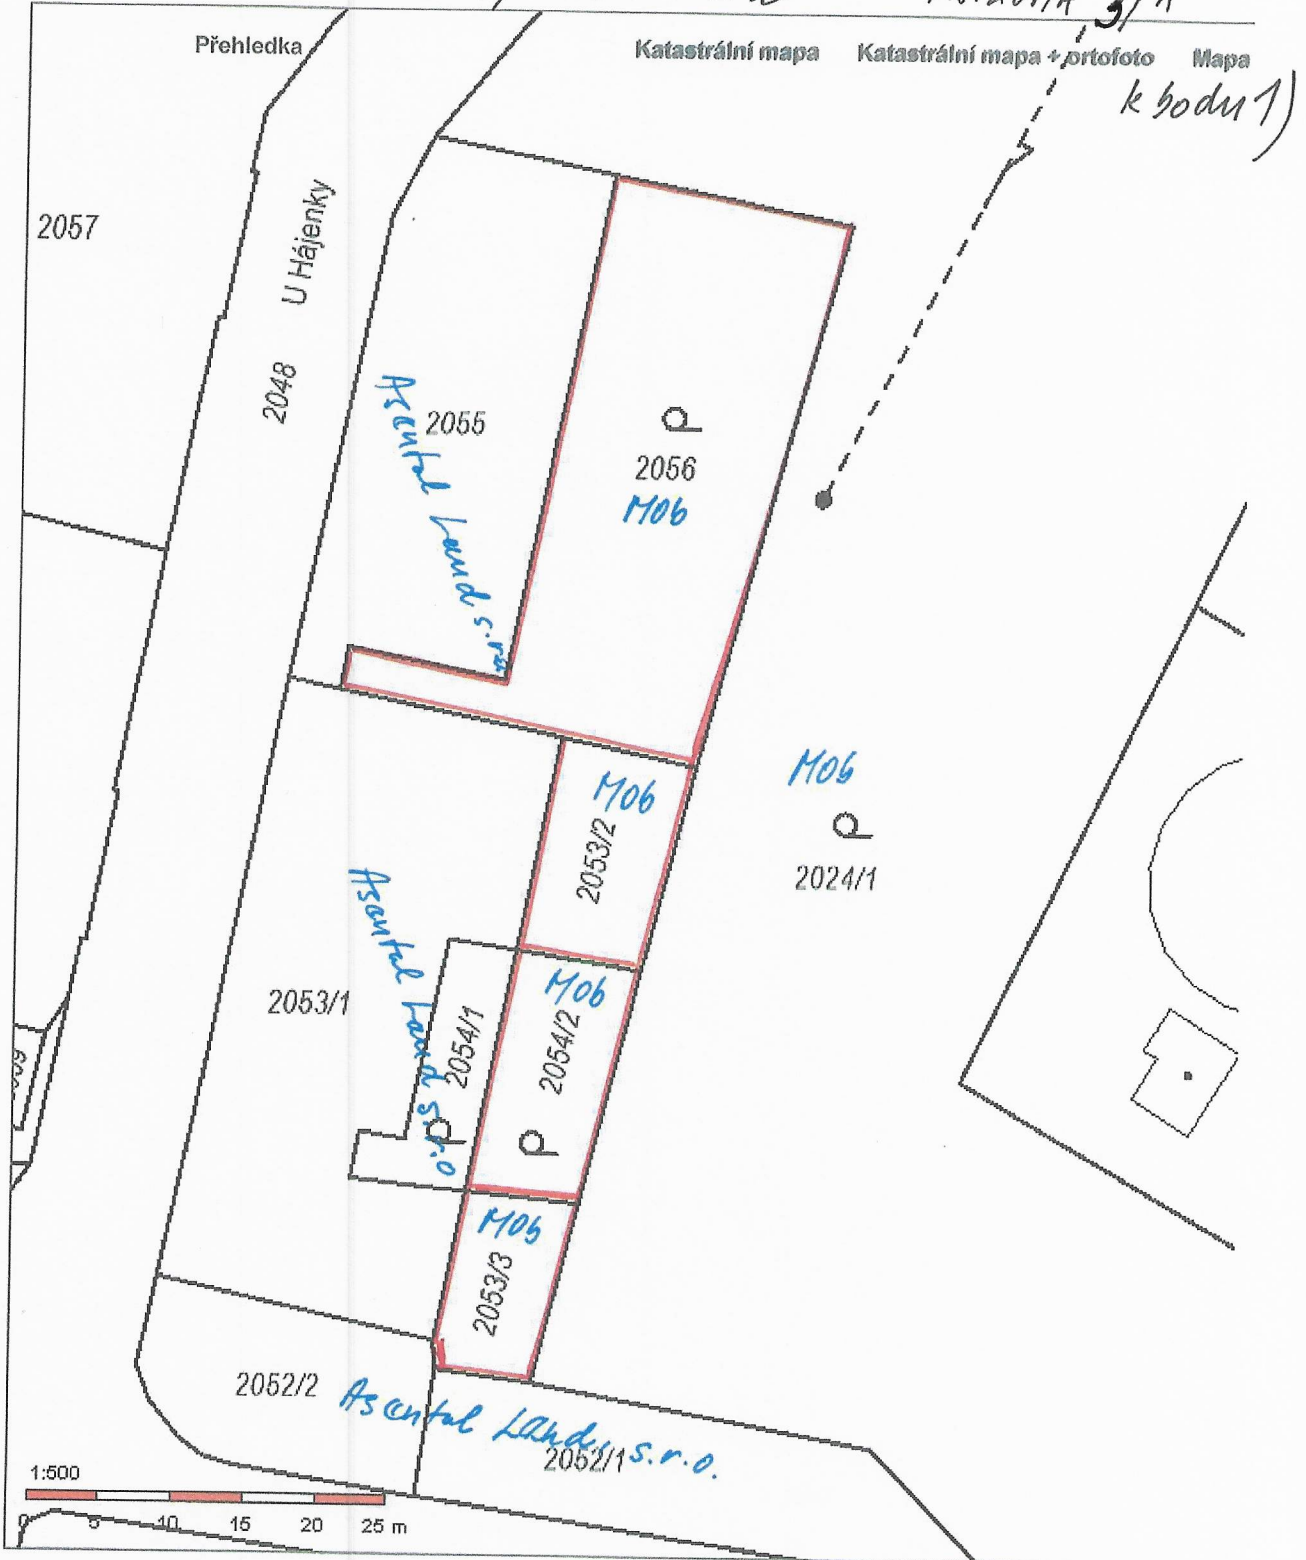 Přehledka
Katastrální mapa Katastrální mapa + ortofoto Mapa
k bodu 1)
2057
U Hájenky
2048
2055
Asental Land s.r.o
2056
MOb
MOb
2053/2
MOb
2024/1
Asental Land s.r.o
2053/1
2054/1
MOb
2054/2
MOb
2053/3
2052/2
Asental Land, s.r.o.
2052/1
1:500
0 5 10 15 20 25 m